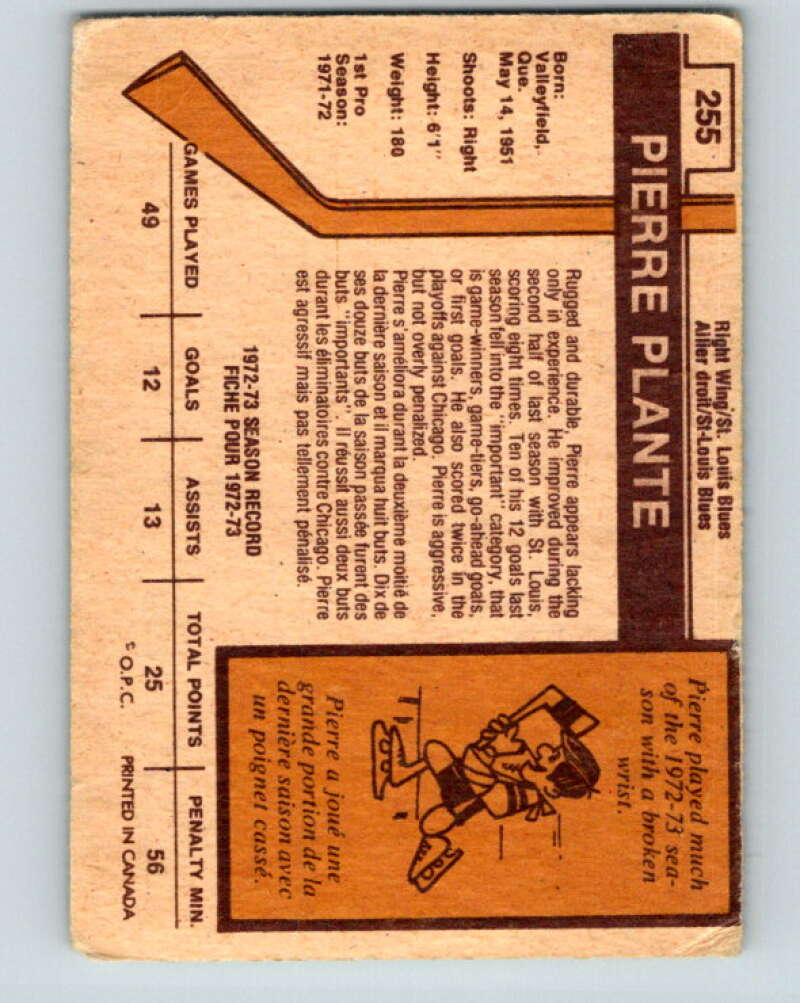 255
Right Wing/St. Louis Blues
Ailier droit/St-Louis Blues
PIERRE PLANTE
Born:
Valleyfield,
Que.
May 14, 1951
Shoots: Right
Height: 6'1"
Weight: 180
1st Pro
Season:
1971-72
Rugged and durable, Pierre appears lacking
only in experience. He improved during the
second half of last season with St. Louis,
scoring eight times. Ten of his 12 goals last
season fell into the "important" category, that
is game-winners, game-tiers, go-ahead goals,
or first goals. He also scored twice in the
playoffs against Chicago. Pierre is aggressive,
but not overly penalized.
Pierre s'améliora durant la deuxième moitié de
la dernière saison et il marqua huit buts. Dix de
ses douze buts de la saison passée furent des
buts "importants". Il réussit aussi deux buts
durant les éliminatoires contre Chicago. Pierre
est agressif mais pas tellement pénalisé.
Pierre played much
of the 1972-73 sea-
son with a broken
wrist.
Pierre a joué une
grande portion de la
dernière saison avec
un poignet cassé.
1972-73 SEASON RECORD
FICHE POUR 1972-73
GAMES PLAYED GOALS ASSISTS TOTAL POINTS PENALTY MIN.
49 12 13 25 56
© O.P.C. PRINTED IN CANADA